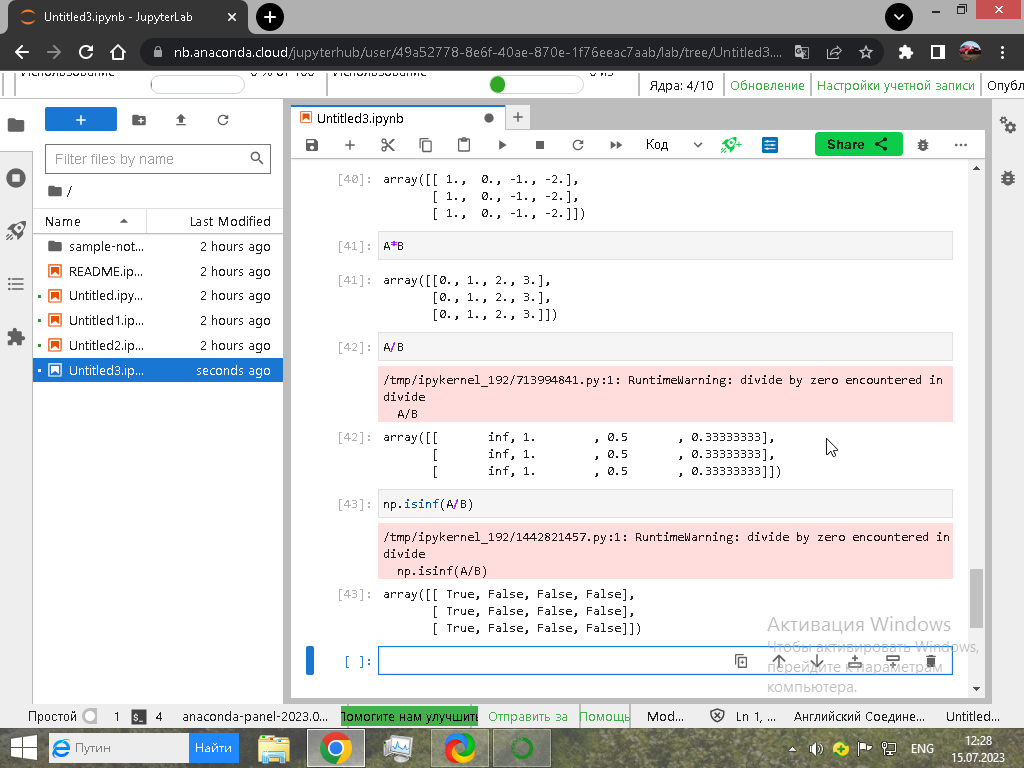 Untitled3.ipynb - JupyterLab
nb.anaconda.cloud/jupyterhub/user/49a52778-8e6f-40ae-870e-1f76eeac7aab/lab/tree/Untitled3....
Использование 0 % от 100 Использование 0 из
Ядра: 4/10 Обновление Настройки учетной записи Опубл
Untitled3.ipynb
Код
Share
Filter files by name
/
Name Last Modified
sample-not... 2 hours ago
README.ip... 2 hours ago
Untitled.ipy... 2 hours ago
Untitled1.ip... 2 hours ago
Untitled2.ip... 2 hours ago
Untitled3.ip... seconds ago
[40]: array([[ 1., 0., -1., -2.],
[ 1., 0., -1., -2.],
[ 1., 0., -1., -2.]])
[41]: A*B
[41]: array([[0., 1., 2., 3.],
[0., 1., 2., 3.],
[0., 1., 2., 3.]])
[42]: A/B
/tmp/ipykernel_192/713994841.py:1: RuntimeWarning: divide by zero encountered in
divide
A/B
[42]: array([[ inf, 1. , 0.5 , 0.33333333],
[ inf, 1. , 0.5 , 0.33333333],
[ inf, 1. , 0.5 , 0.33333333]])
[43]: np.isinf(A/B)
/tmp/ipykernel_192/1442821457.py:1: RuntimeWarning: divide by zero encountered in
divide
np.isinf(A/B)
[43]: array([[ True, False, False, False],
[ True, False, False, False],
[ True, False, False, False]])
[ ]:
Активация Windows
Чтобы активировать Windows,
перейдите к параметрам
компьютера.
Простой 1 $_ 4 anaconda-panel-2023.0... Помогите нам улучшить Отправить за Помощь Mod... Ln 1, ... Английский Соедине... Untitled...
Путин Найти
ENG
12:28
15.07.2023